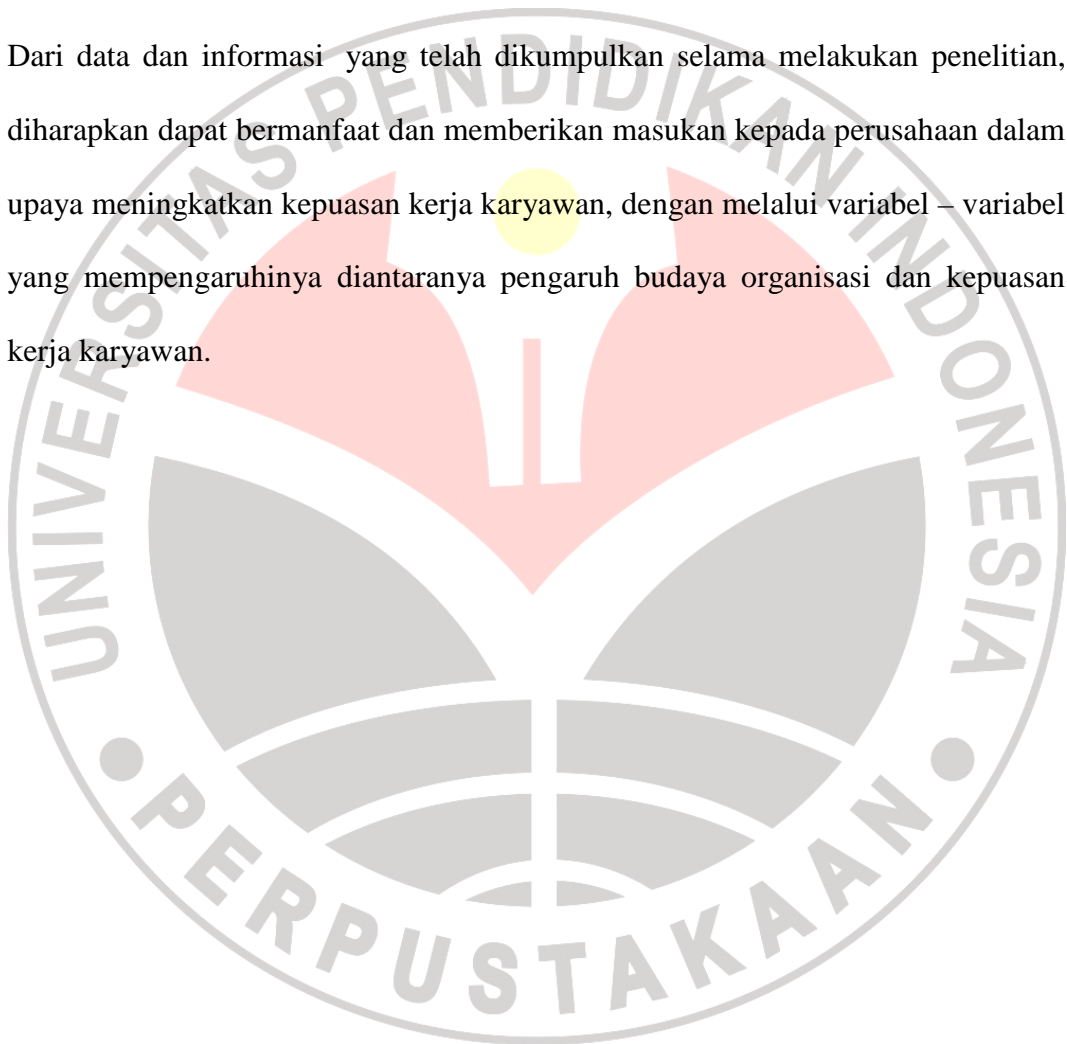 Dari data dan informasi yang telah dikumpulkan selama melakukan penelitian,
diharapkan dapat bermanfaat dan memberikan masukan kepada perusahaan dalam
upaya meningkatkan kepuasan kerja karyawan, dengan melalui variabel – variabel
yang mempengaruhinya diantaranya pengaruh budaya organisasi dan kepuasan
kerja karyawan.
UNIVERSITAS PENDIDIKAN INDONESIA
PERPUSTAKAAN